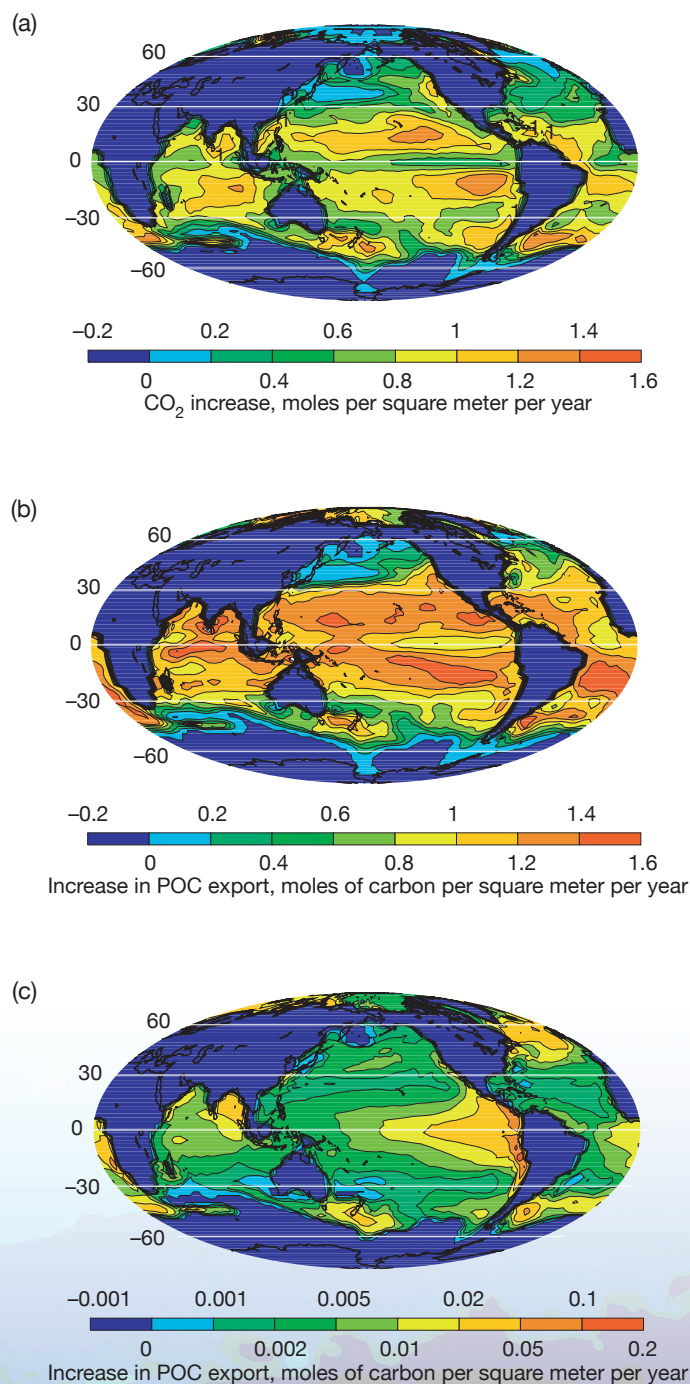 (a)
60
30
0
−30
−60
−0.2 0.2 0.6 1 1.4
0 0.4 0.8 1.2 1.6
CO2 increase, moles per square meter per year
(b)
60
30
0
−30
−60
−0.2 0.2 0.6 1 1.4
0 0.4 0.8 1.2 1.6
Increase in POC export, moles of carbon per square meter per year
(c)
60
30
0
−30
−60
−0.001 0.001 0.005 0.02 0.1
0 0.002 0.01 0.05 0.2
Increase in POC export, moles of carbon per square meter per year